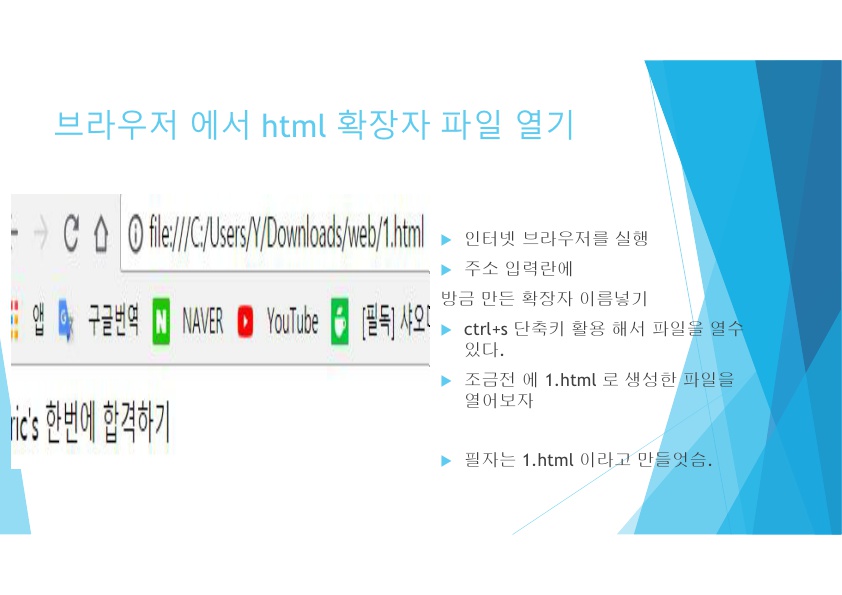 브라우저 에서 html 확장자 파일 열기
file:///C:/Users/Y/Downloads/web/1.html
앱 구글번역 NAVER YouTube [필독] 샤오
ric's 한번에 합격하기
인터넷 브라우저를 실행
주소 입력란에
방금 만든 확장자 이름넣기
ctrl+s 단축키 활용 해서 파일을 열수
있다.
조금전 에 1.html 로 생성한 파일을
열어보자
필자는 1.html 이라고 만들엇슴.